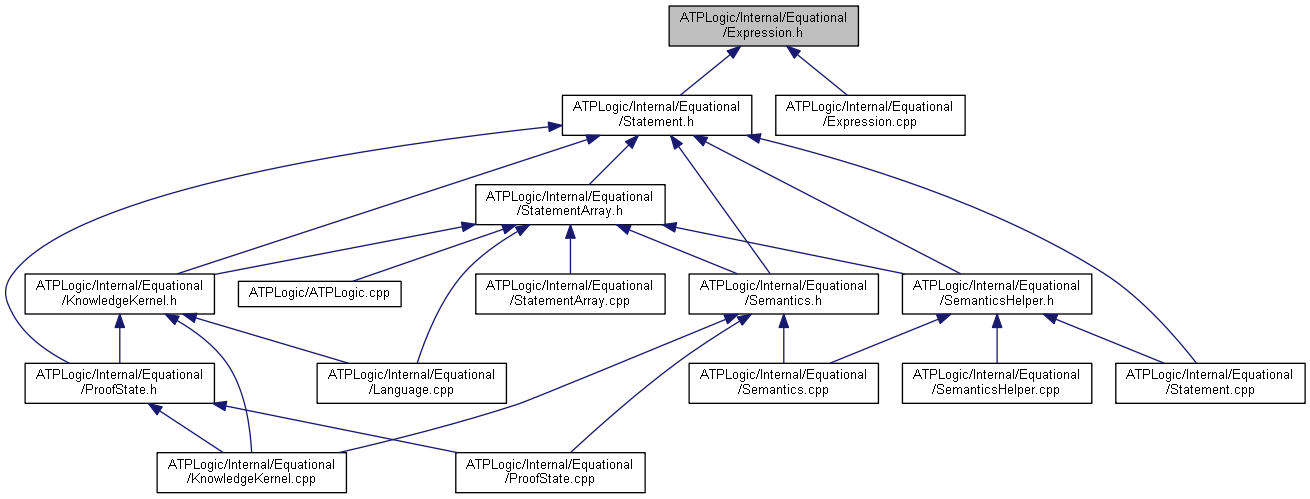 ATPLogic/Internal/Equational
/Expression.h
ATPLogic/Internal/Equational
/Statement.h
ATPLogic/Internal/Equational
/Expression.cpp
ATPLogic/Internal/Equational
/StatementArray.h
ATPLogic/Internal/Equational
/KnowledgeKernel.h
ATPLogic/ATPLogic.cpp
ATPLogic/Internal/Equational
/StatementArray.cpp
ATPLogic/Internal/Equational
/Semantics.h
ATPLogic/Internal/Equational
/SemanticsHelper.h
ATPLogic/Internal/Equational
/ProofState.h
ATPLogic/Internal/Equational
/Language.cpp
ATPLogic/Internal/Equational
/Semantics.cpp
ATPLogic/Internal/Equational
/SemanticsHelper.cpp
ATPLogic/Internal/Equational
/Statement.cpp
ATPLogic/Internal/Equational
/KnowledgeKernel.cpp
ATPLogic/Internal/Equational
/ProofState.cpp